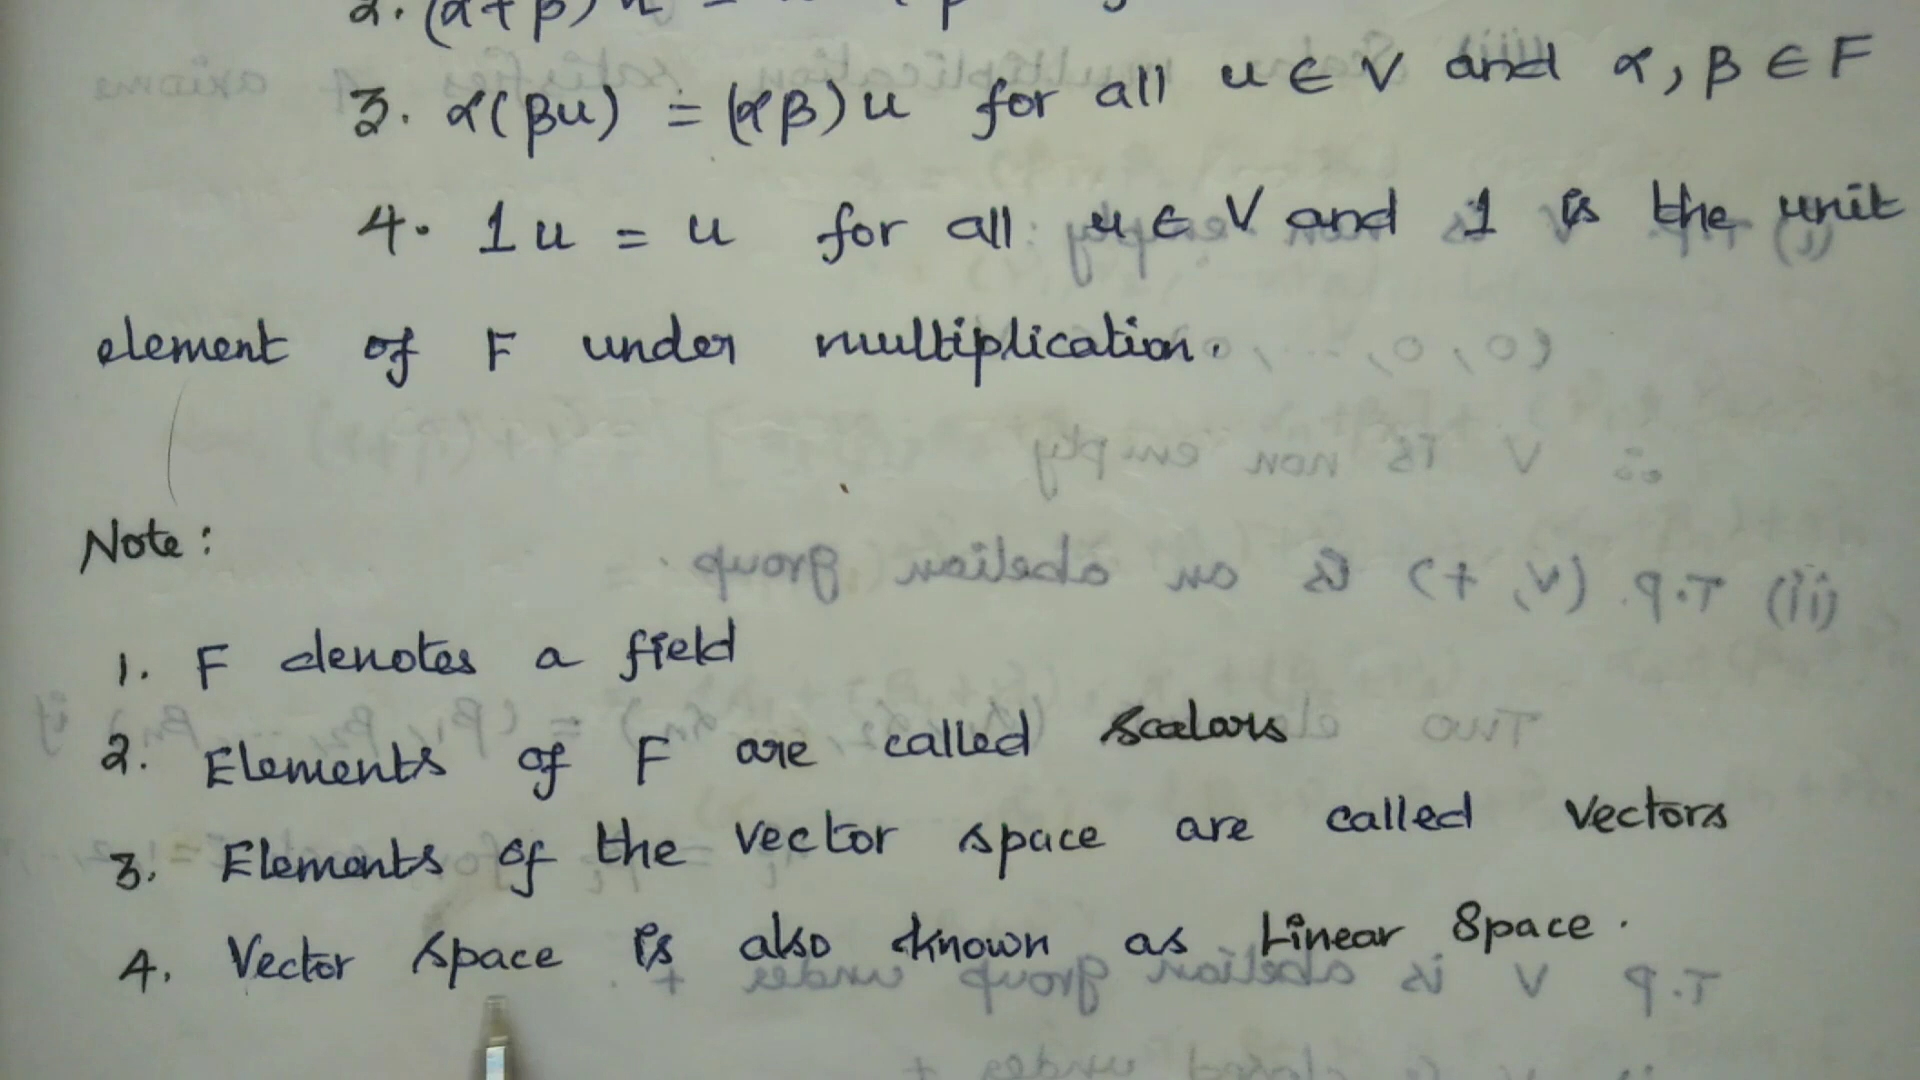 2. (α+β)u =
3. α(βu) = (αβ)u for all u ∈ V and α, β ∈ F
4. 1u = u for all u ∈ V and 1 is the unit
element of F under multiplication.
Note:
1. F denotes a field
2. Elements of F are called scalars
3. Elements of the vector space are called vectors
4. Vector space is also known as Linear Space.